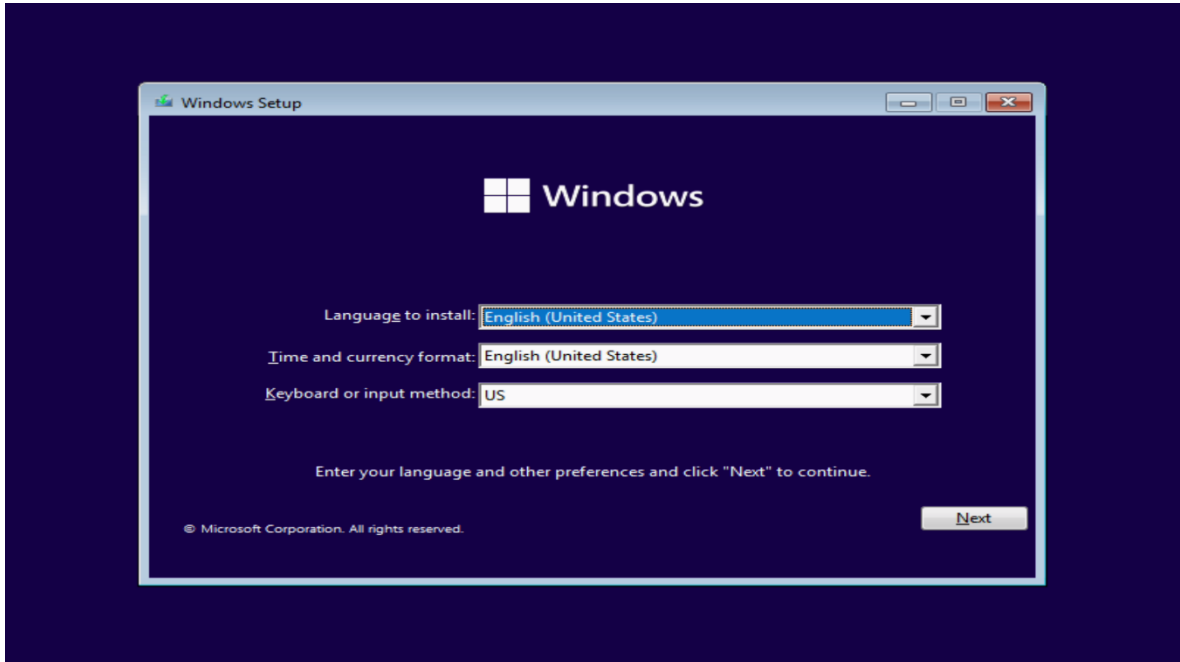 Windows Setup
Windows
Language to install: English (United States)
Time and currency format: English (United States)
Keyboard or input method: US
Enter your language and other preferences and click "Next" to continue.
Next
© Microsoft Corporation. All rights reserved.